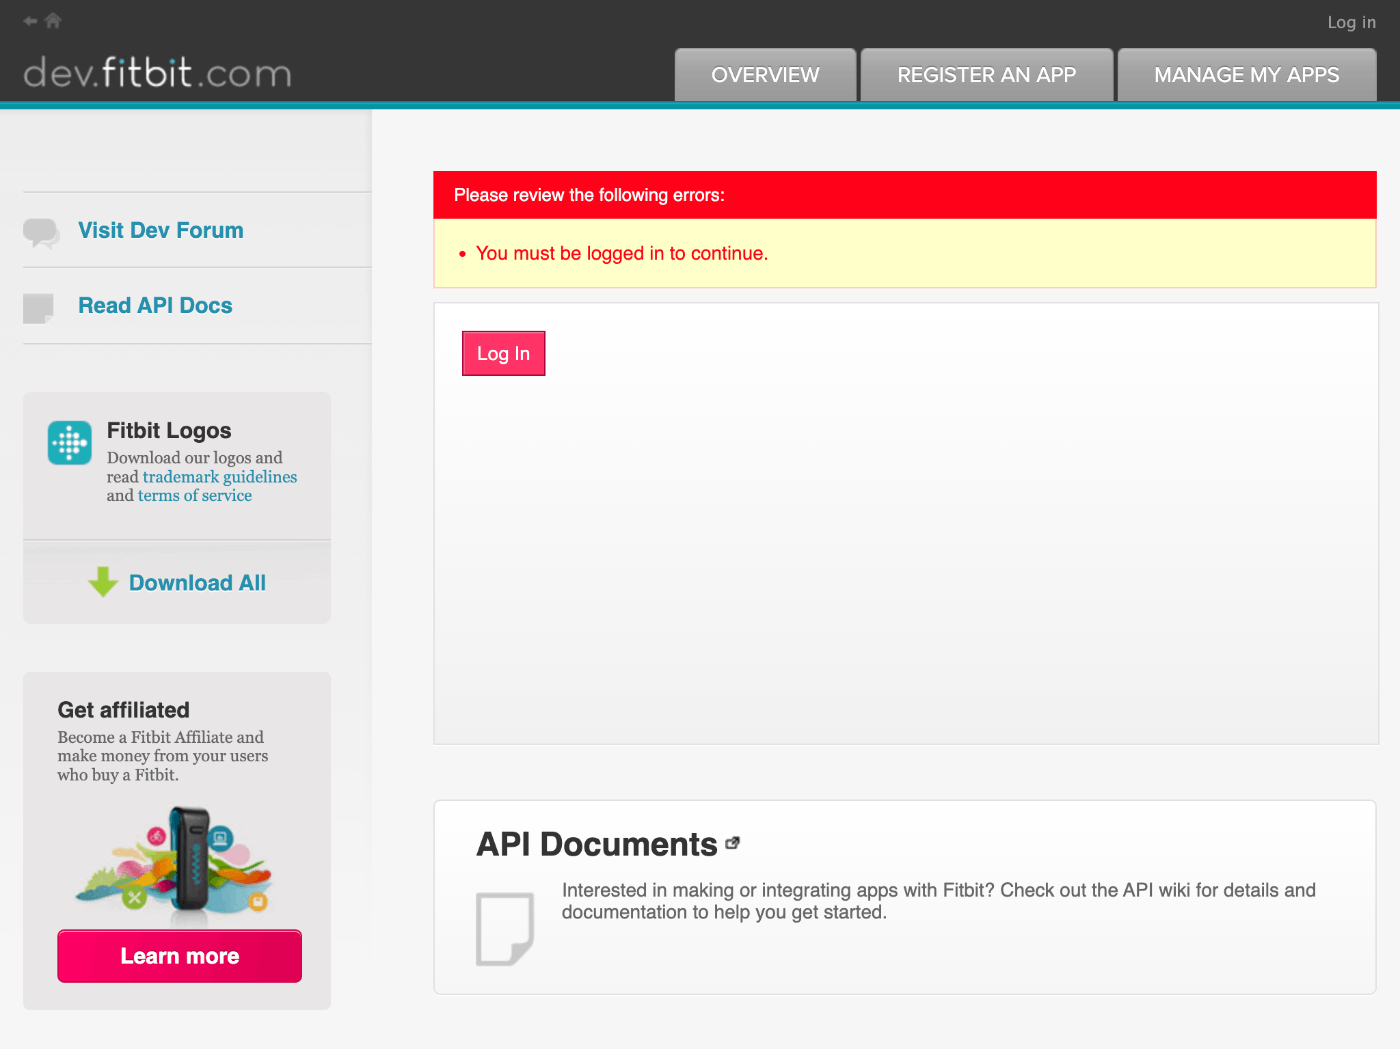 Log in
dev.fitbit.com
OVERVIEW
REGISTER AN APP
MANAGE MY APPS
Visit Dev Forum
Read API Docs
Fitbit Logos
Download our logos and
read trademark guidelines
and terms of service
Download All
Get affiliated
Become a Fitbit Affiliate and
make money from your users
who buy a Fitbit.
Learn more
Please review the following errors:
• You must be logged in to continue.
Log In
API Documents
Interested in making or integrating apps with Fitbit? Check out the API wiki for details and
documentation to help you get started.